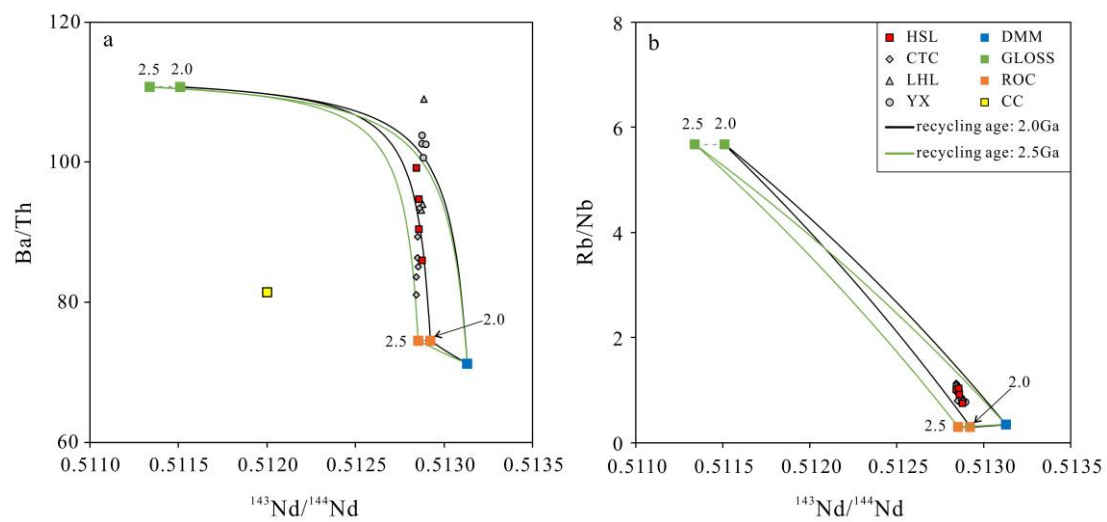 a
120
100
80
60
Ba/Th
2.5 2.0
2.5
2.0
0.5110 0.5115 0.5120 0.5125 0.5130 0.5135
¹⁴³Nd/¹⁴⁴Nd
b
8
6
4
2
0
Rb/Nb
2.5 2.0
2.5
2.0
HSL DMM
CTC GLOSS
LHL ROC
YX CC
recycling age: 2.0Ga
recycling age: 2.5Ga
0.5110 0.5115 0.5120 0.5125 0.5130 0.5135
¹⁴³Nd/¹⁴⁴Nd